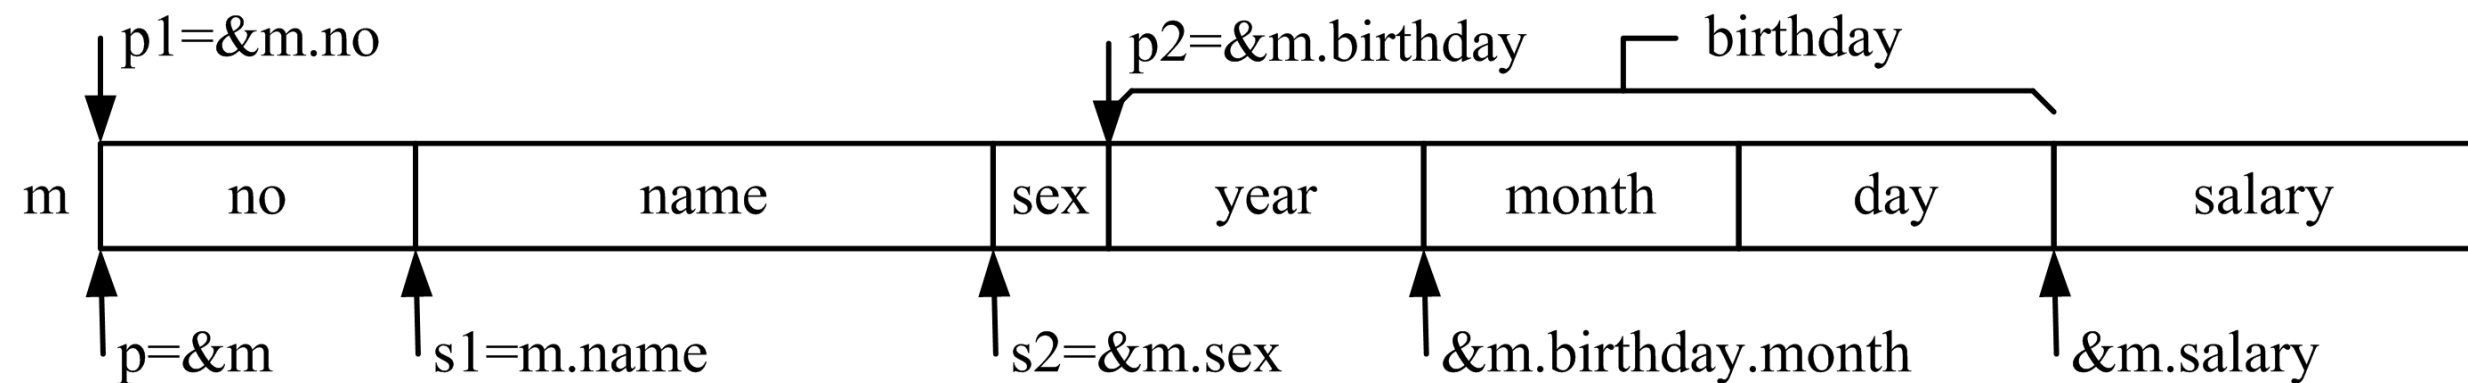 p1=&m.no
p2=&m.birthday
birthday
m
no
name
sex
year
month
day
salary
p=&m
s1=m.name
s2=&m.sex
&m.birthday.month
&m.salary